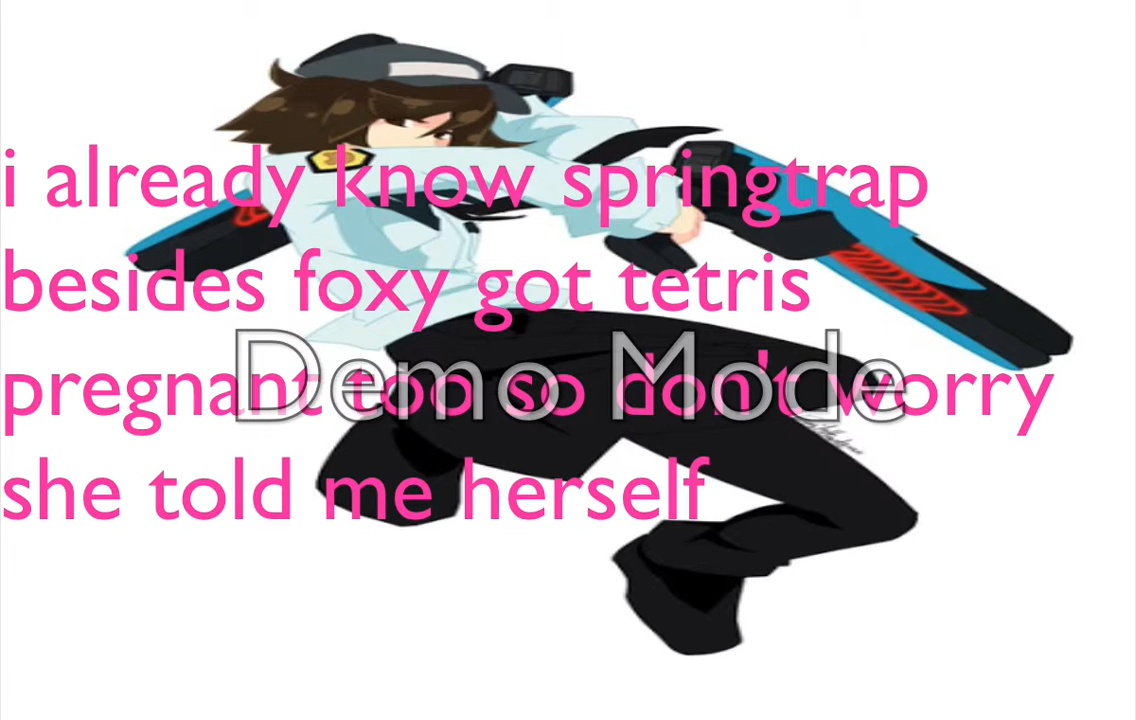 i already know springtrap
besides foxy got tetris
Demo Mode
pregnant too so don't worry
she told me herself